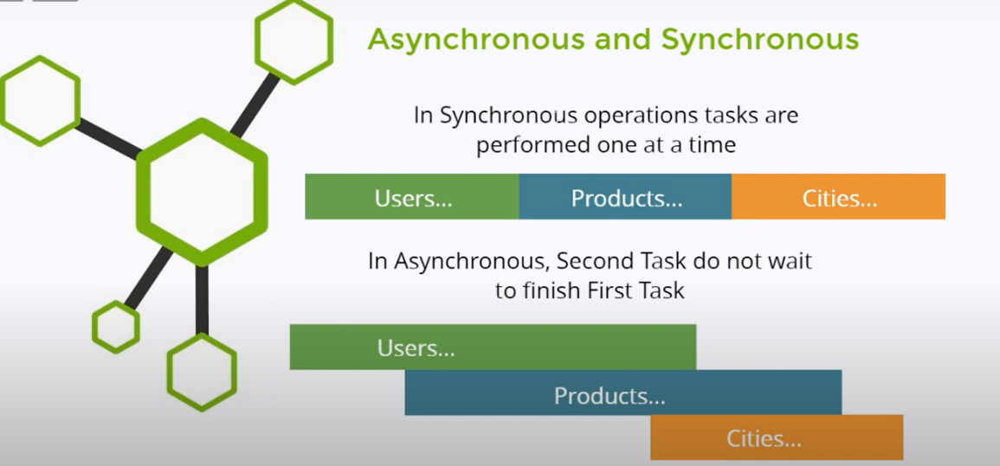 Asynchronous and Synchronous
In Synchronous operations tasks are
performed one at a time
Users...
Products...
Cities...
In Asynchronous, Second Task do not wait
to finish First Task
Users...
Products...
Cities...